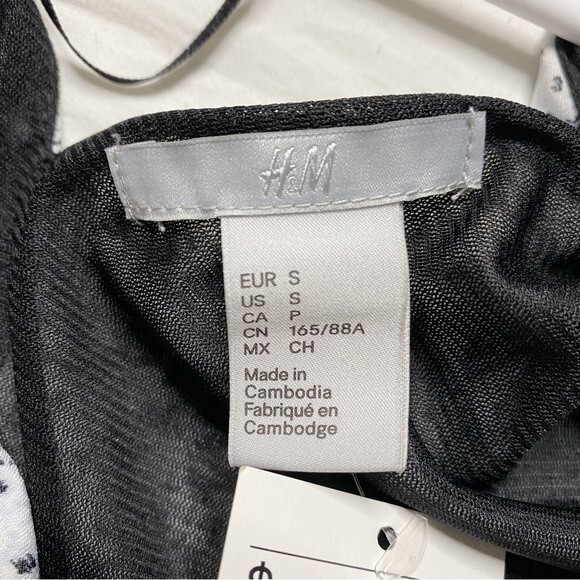 H&M
EUR S
US S
CA P
CN 165/88A
MX CH
Made in
Cambodia
Fabriqué en
Cambodge